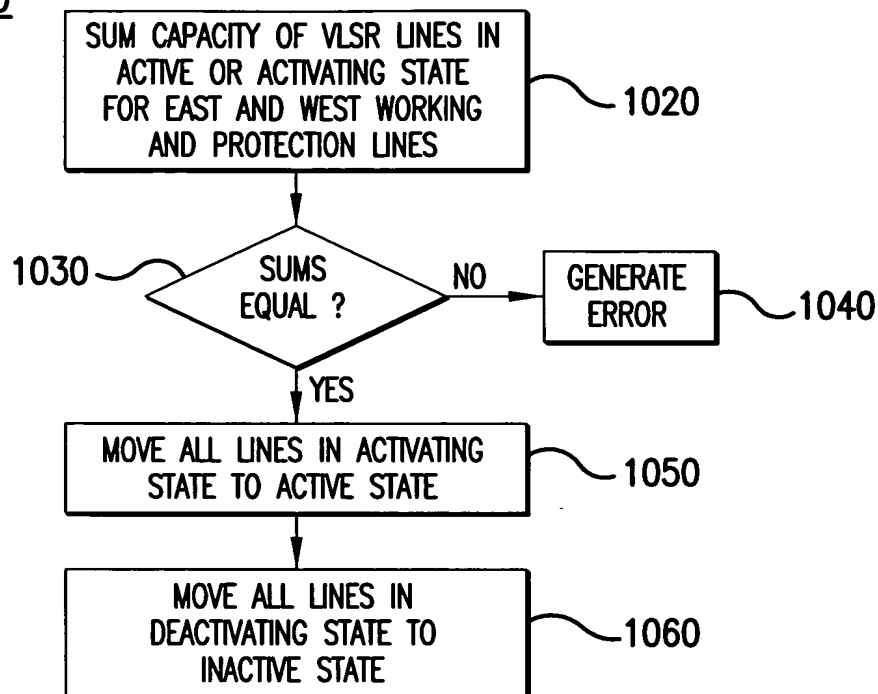 SUM CAPACITY OF VLSR LINES IN
ACTIVE OR ACTIVATING STATE
FOR EAST AND WEST WORKING
AND PROTECTION LINES
1020
1030
SUMS
EQUAL ?
NO
GENERATE
ERROR
1040
YES
MOVE ALL LINES IN ACTIVATING
STATE TO ACTIVE STATE
1050
MOVE ALL LINES IN
DEACTIVATING STATE TO
INACTIVE STATE
1060